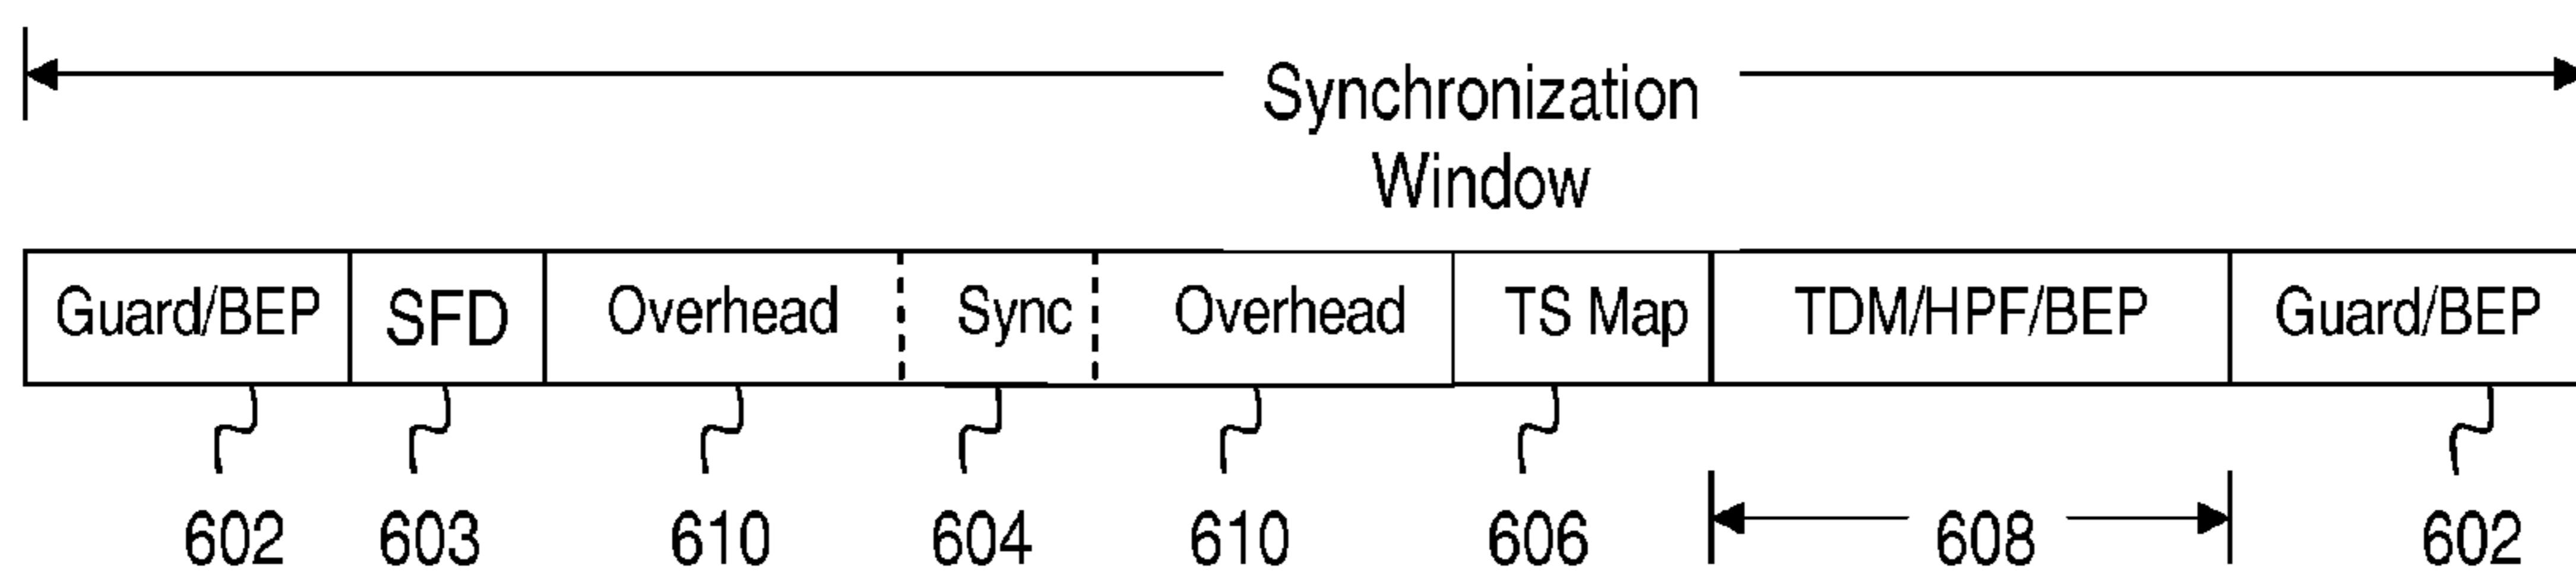 Synchronization
Window
Guard/BEP SFD Overhead Sync Overhead TS Map TDM/HPF/BEP Guard/BEP
602 603 610 604 610 606 608 602